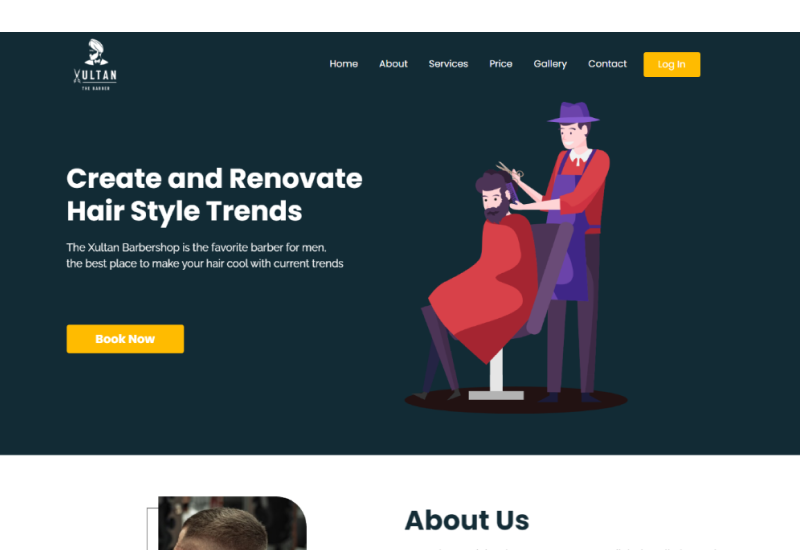 XULTAN
THE BARBER
Home
About
Services
Price
Gallery
Contact
Log In
Create and Renovate
Hair Style Trends
The Xultan Barbershop is the favorite barber for men,
the best place to make your hair cool with current trends
Book Now
About Us